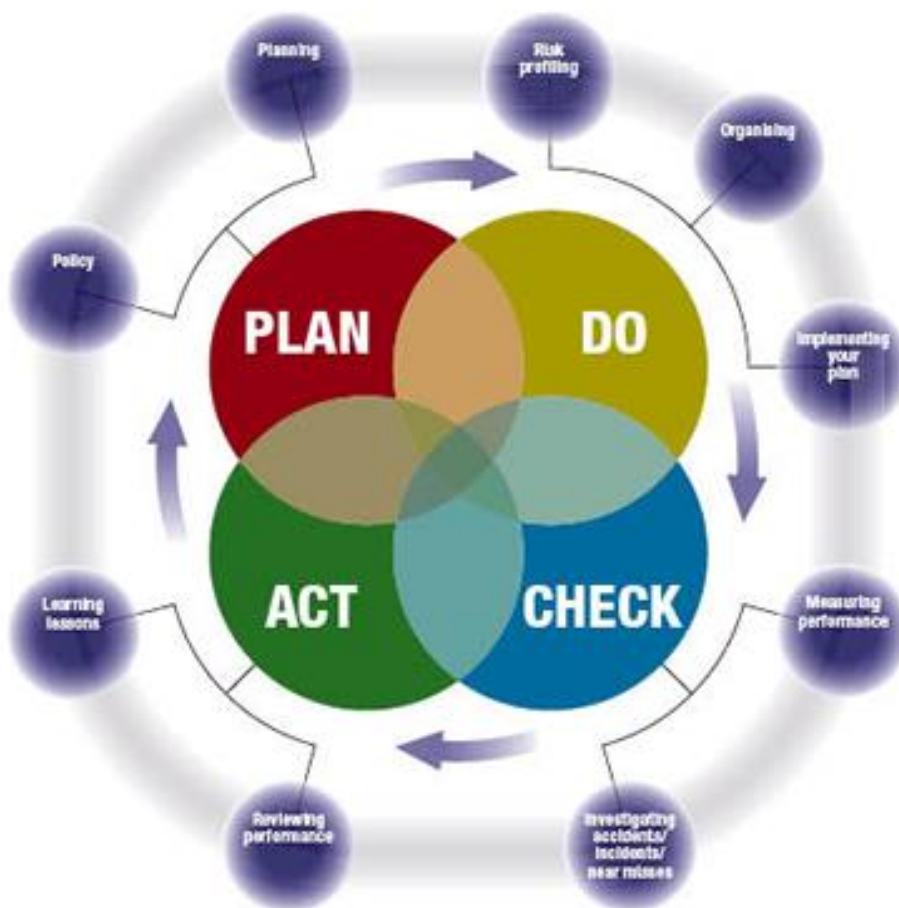 Planning
Risk
profiling
Organising
Policy
PLAN
DO
Implementing
your
plan
ACT
CHECK
Learning
lessons
Measuring
performance
Reviewing
performance
Investigating
accidents/
incidents/
near misses